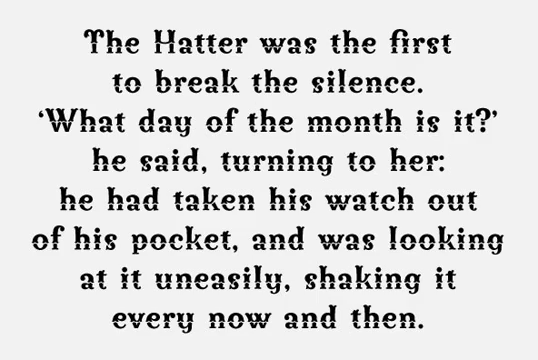 The Hatter was the first
to break the silence.
‘What day of the month is it?’
he said, turning to her:
he had taken his watch out
of his pocket, and was looking
at it uneasily, shaking it
every now and then.